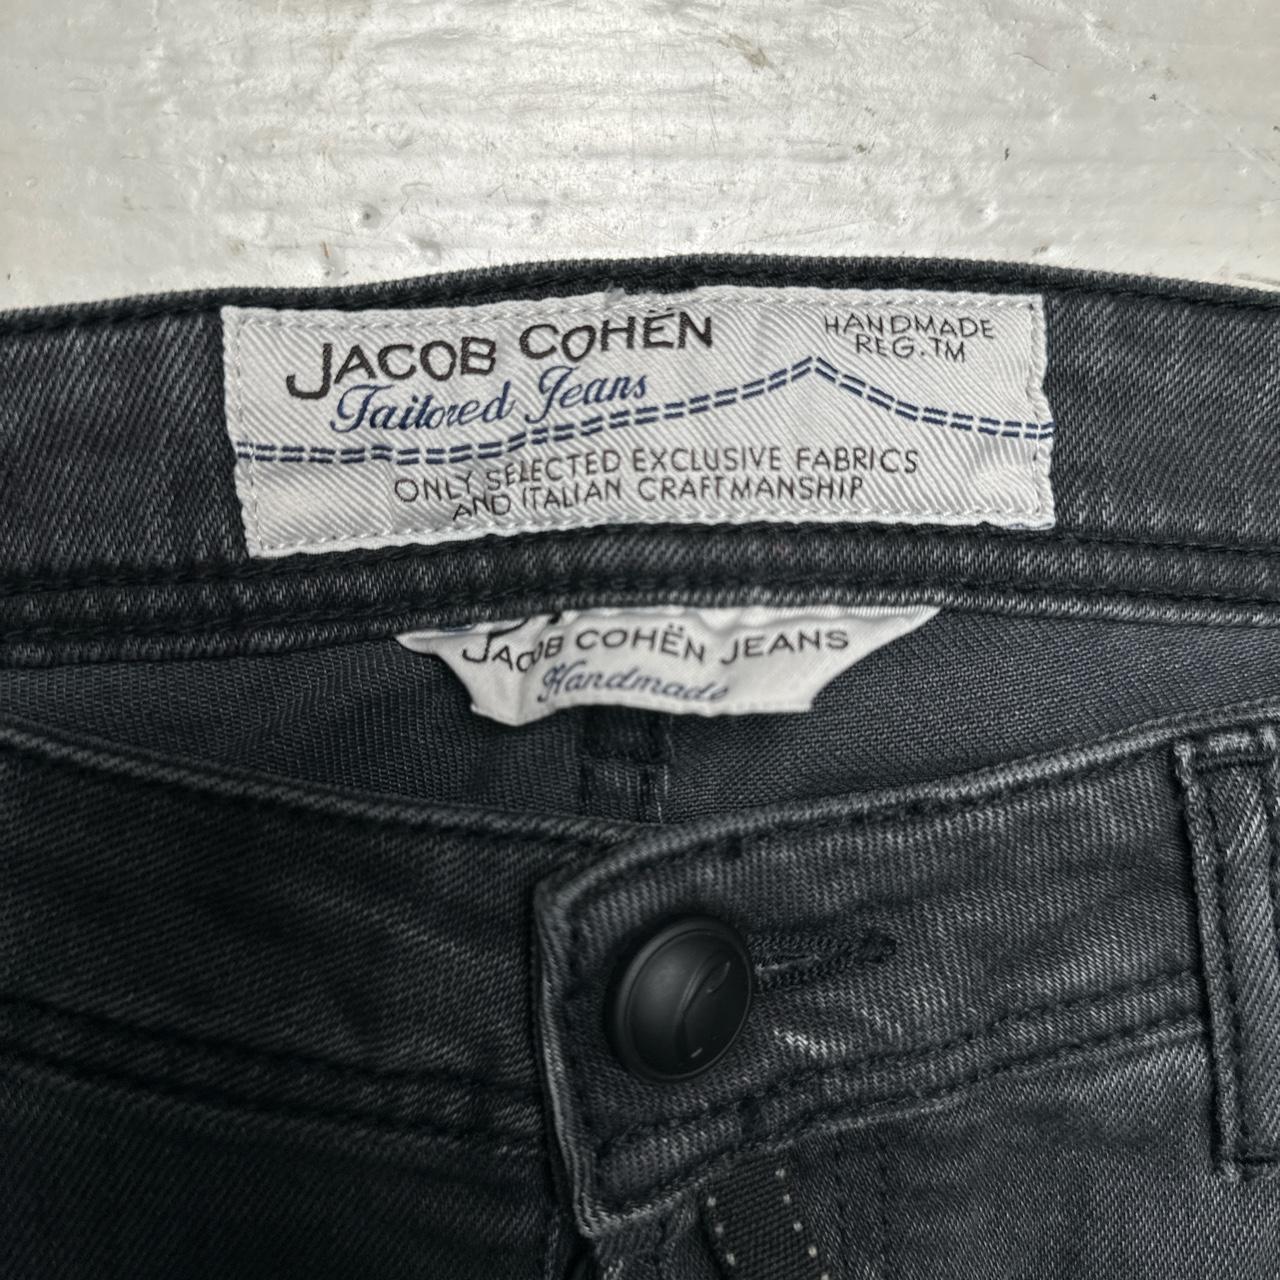 JACOB COHËN
Tailored Jeans
HANDMADE
REG.TM
ONLY SELECTED EXCLUSIVE FABRICS
AND ITALIAN CRAFTMANSHIP
JACOB COHËN JEANS
Handmade